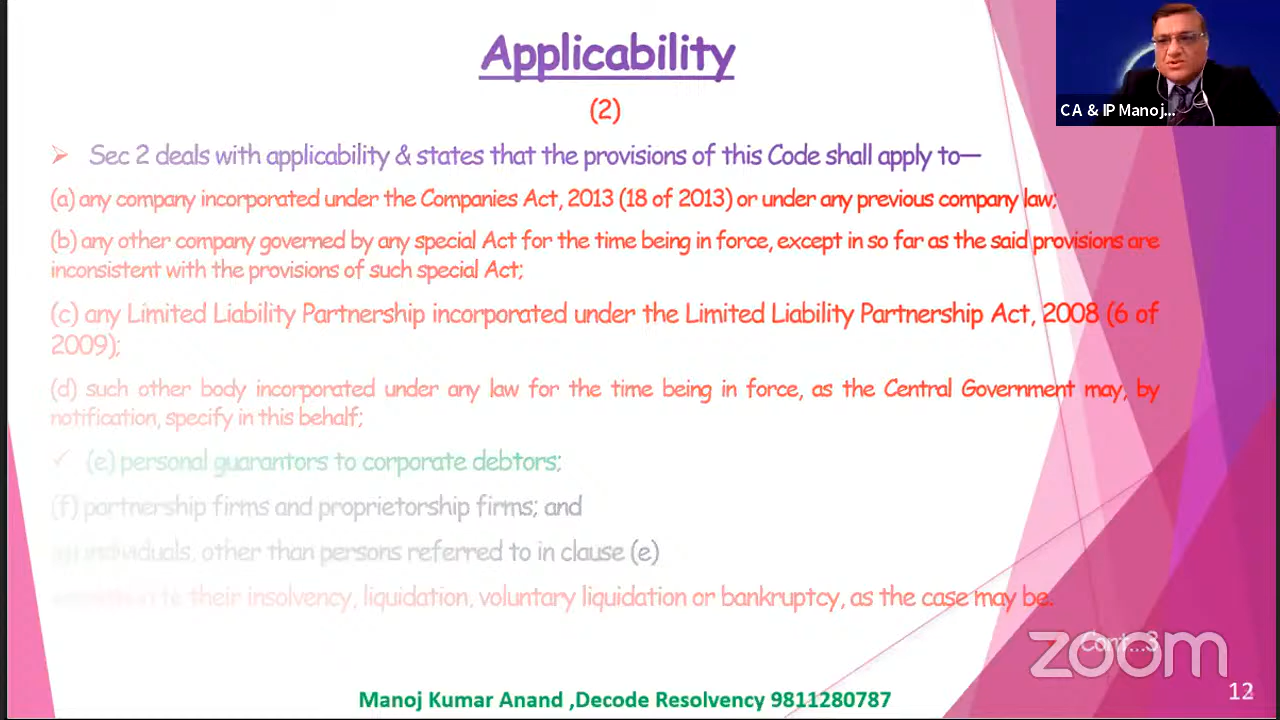 Applicability
CA & IP Manoj...
(2)
Sec 2 deals with applicability & states that the provisions of this Code shall apply to—
(a) any company incorporated under the Companies Act, 2013 (18 of 2013) or under any previous company law;
(b) any other company governed by any special Act for the time being in force, except in so far as the said provisions are
inconsistent with the provisions of such special Act;
(c) any Limited Liability Partnership incorporated under the Limited Liability Partnership Act, 2008 (6 of
2009);
(d) such other body incorporated under any law for the time being in force, as the Central Government may, by
notification, specify in this behalf;
(e) personal guarantors to corporate debtors;
(f) partnership firms and proprietorship firms; and
individuals, other than persons referred to in clause (e)
their insolvency, liquidation, voluntary liquidation or bankruptcy, as the case may be.
Cont...3
zoom
Manoj Kumar Anand ,Decode Resolvency 9811280787
12